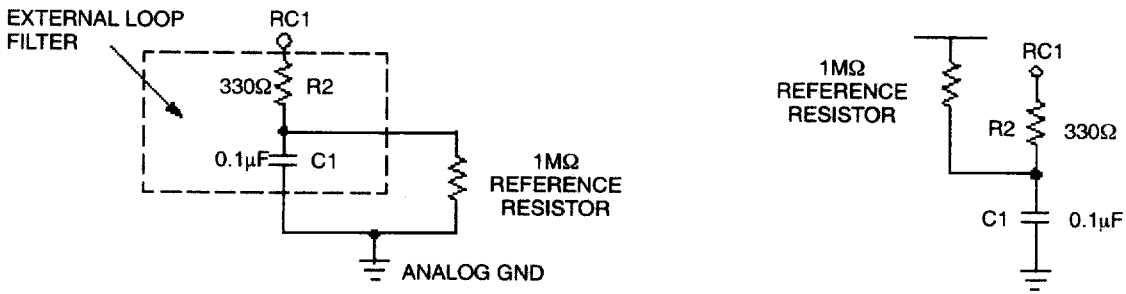 EXTERNAL LOOP
FILTER
RC1
330Ω R2
0.1µF C1
1MΩ
REFERENCE
RESISTOR
ANALOG GND
1MΩ
REFERENCE
RESISTOR
RC1
R2 330Ω
C1 0.1µF